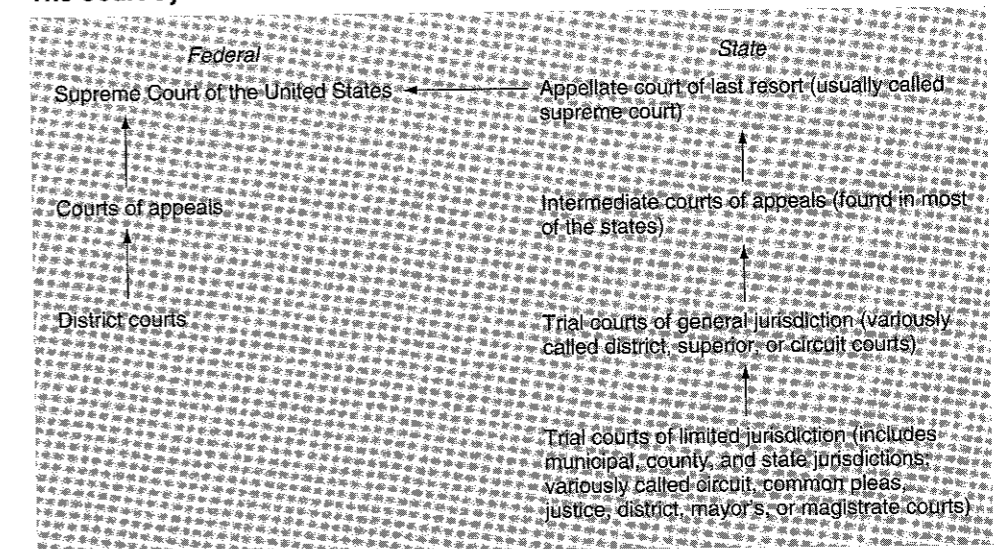 Federal
State
Supreme Court of the United States
Appellate court of last resort (usually called
supreme court)
Courts of appeals
Intermediate courts of appeals (found in most
of the states)
District courts
Trial courts of general jurisdiction (variously
called district, superior, or circuit courts)
Trial courts of limited jurisdiction (includes
municipal, county, and state jurisdictions;
variously called circuit, common pleas,
justice, district, mayor's, or magistrate courts)